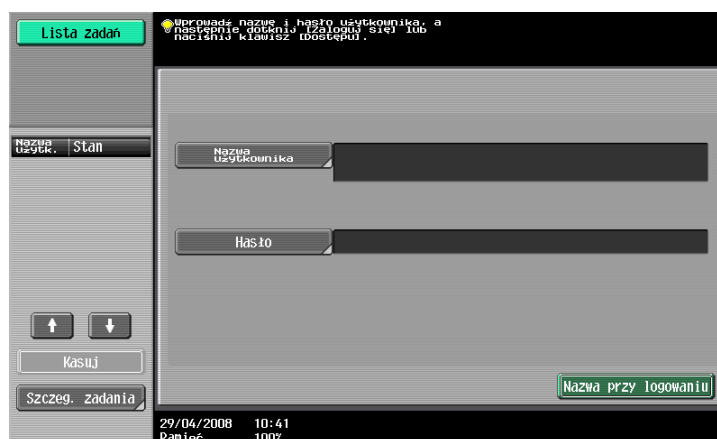 Lista zadań
Wprowadź nazwę i hasło użytkownika, a
następnie dotknij [Zaloguj się] lub
naciśnij klawisz [Dostępu].
Nazwa
użytk.
Stan
Nazwa
użytkownika
Hasło
Kasuj
Szczeg. zadania
Nazwa przy logowaniu
29/04/2008 10:41
Pamięć 100%